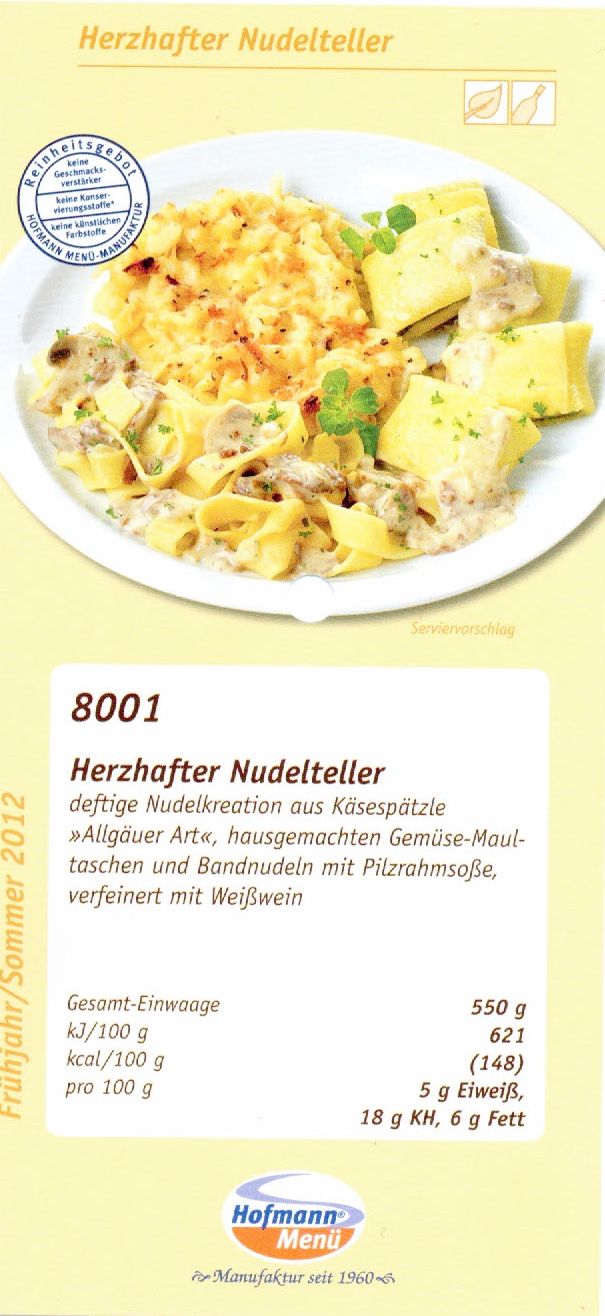 Herzhafter Nudelteller
Reinheitsgebot
keine
Geschmacks-
verstärker
keine Konser-
vierungsstoffe*
keine künstlichen
Farbstoffe
HOFMANN MENÜ-MANUFAKTUR
Serviervorschlag
8001
Herzhafter Nudelteller
deftige Nudelkreation aus Käsespätzle
»Allgäuer Art«, hausgemachten Gemüse-Maul-
taschen und Bandnudeln mit Pilzrahmsoße,
verfeinert mit Weißwein
Frühjahr/Sommer 2012
Gesamt-Einwaage 550 g
kJ/100 g 621
kcal/100 g (148)
pro 100 g 5 g Eiweiß,
18 g KH, 6 g Fett
Hofmann®
Menü
Manufaktur seit 1960